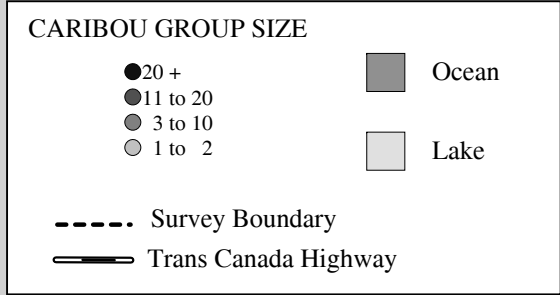 CARIBOU GROUP SIZE
20 +
11 to 20
3 to 10
1 to 2
Ocean
Lake
Survey Boundary
Trans Canada Highway